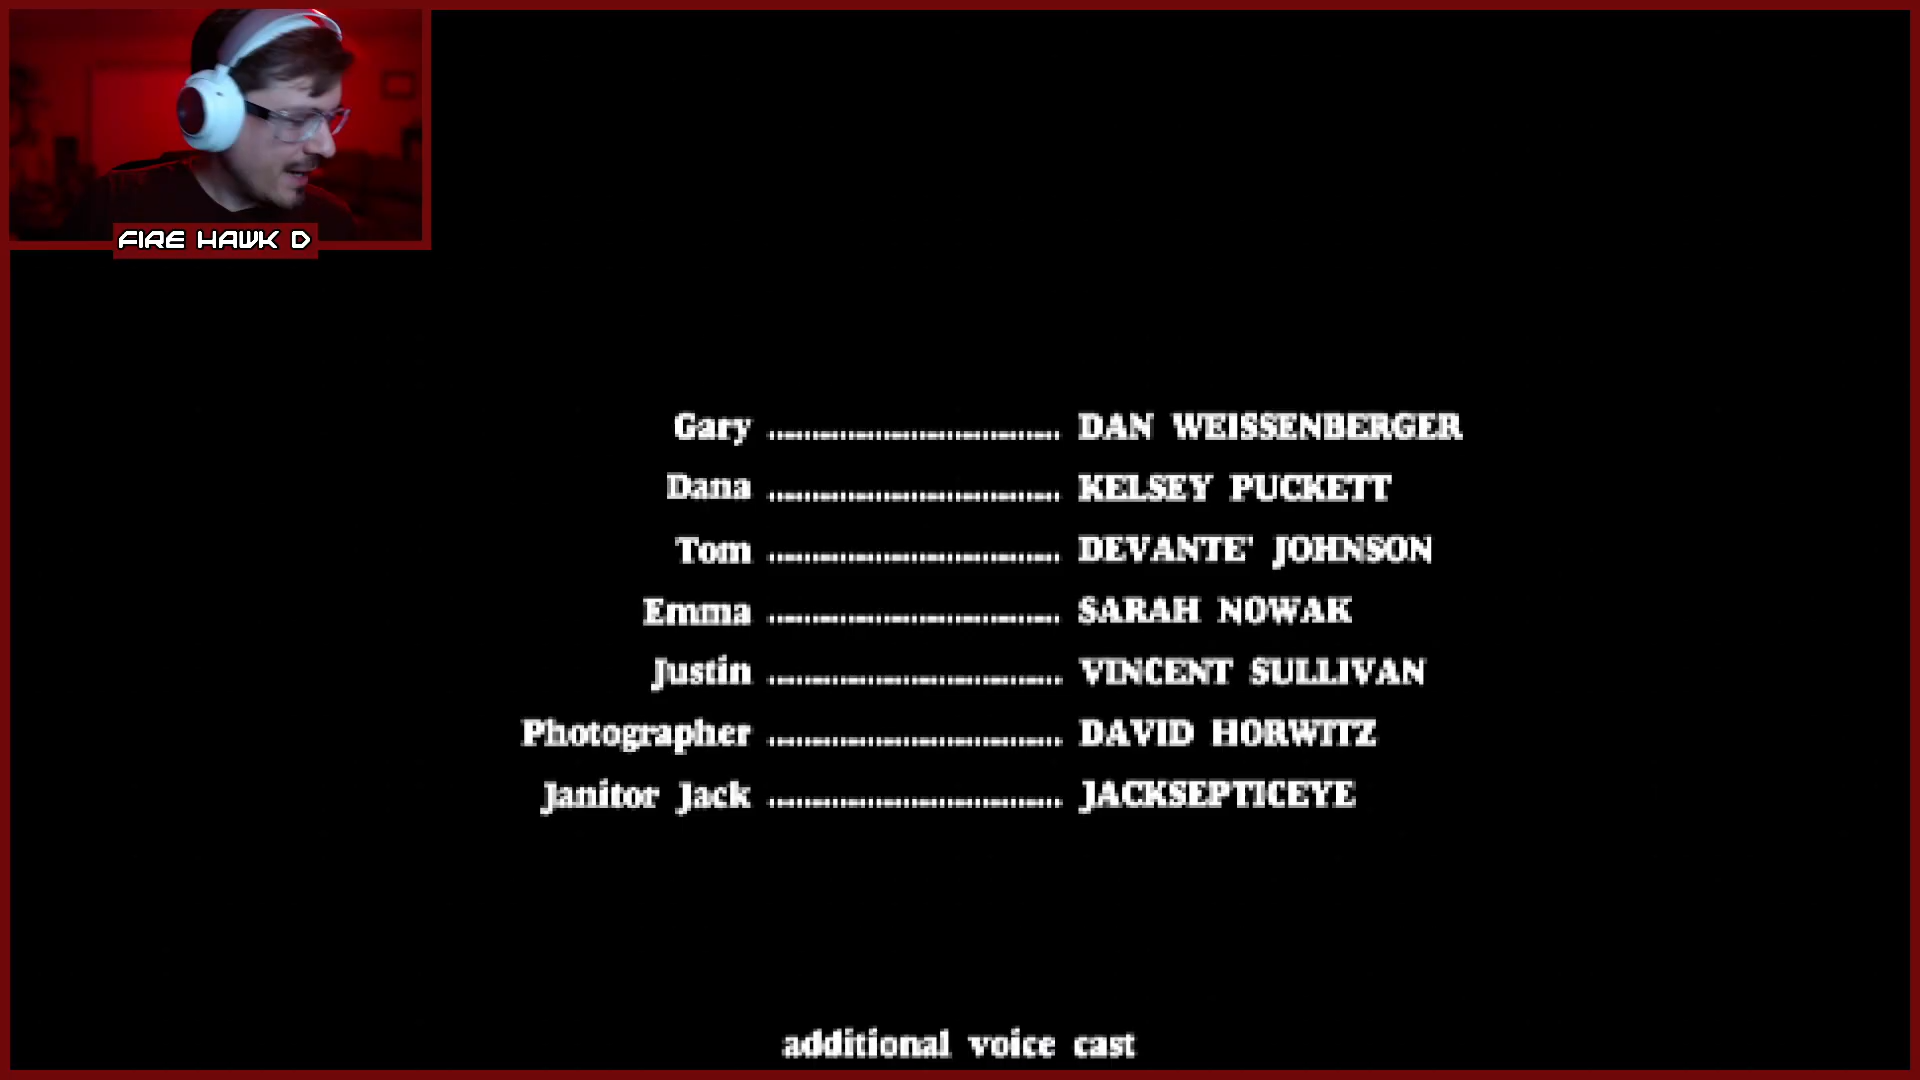 FIRE HAWK D
Gary ........................ DAN WEISSENBERGER
Dana ........................ KELSEY PUCKETT
Tom ........................ DEVANTE' JOHNSON
Emma ........................ SARAH NOWAK
Justin ........................ VINCENT SULLIVAN
Photographer ........................ DAVID HORWITZ
Janitor Jack ........................ JACKSEPTICEYE
additional voice cast